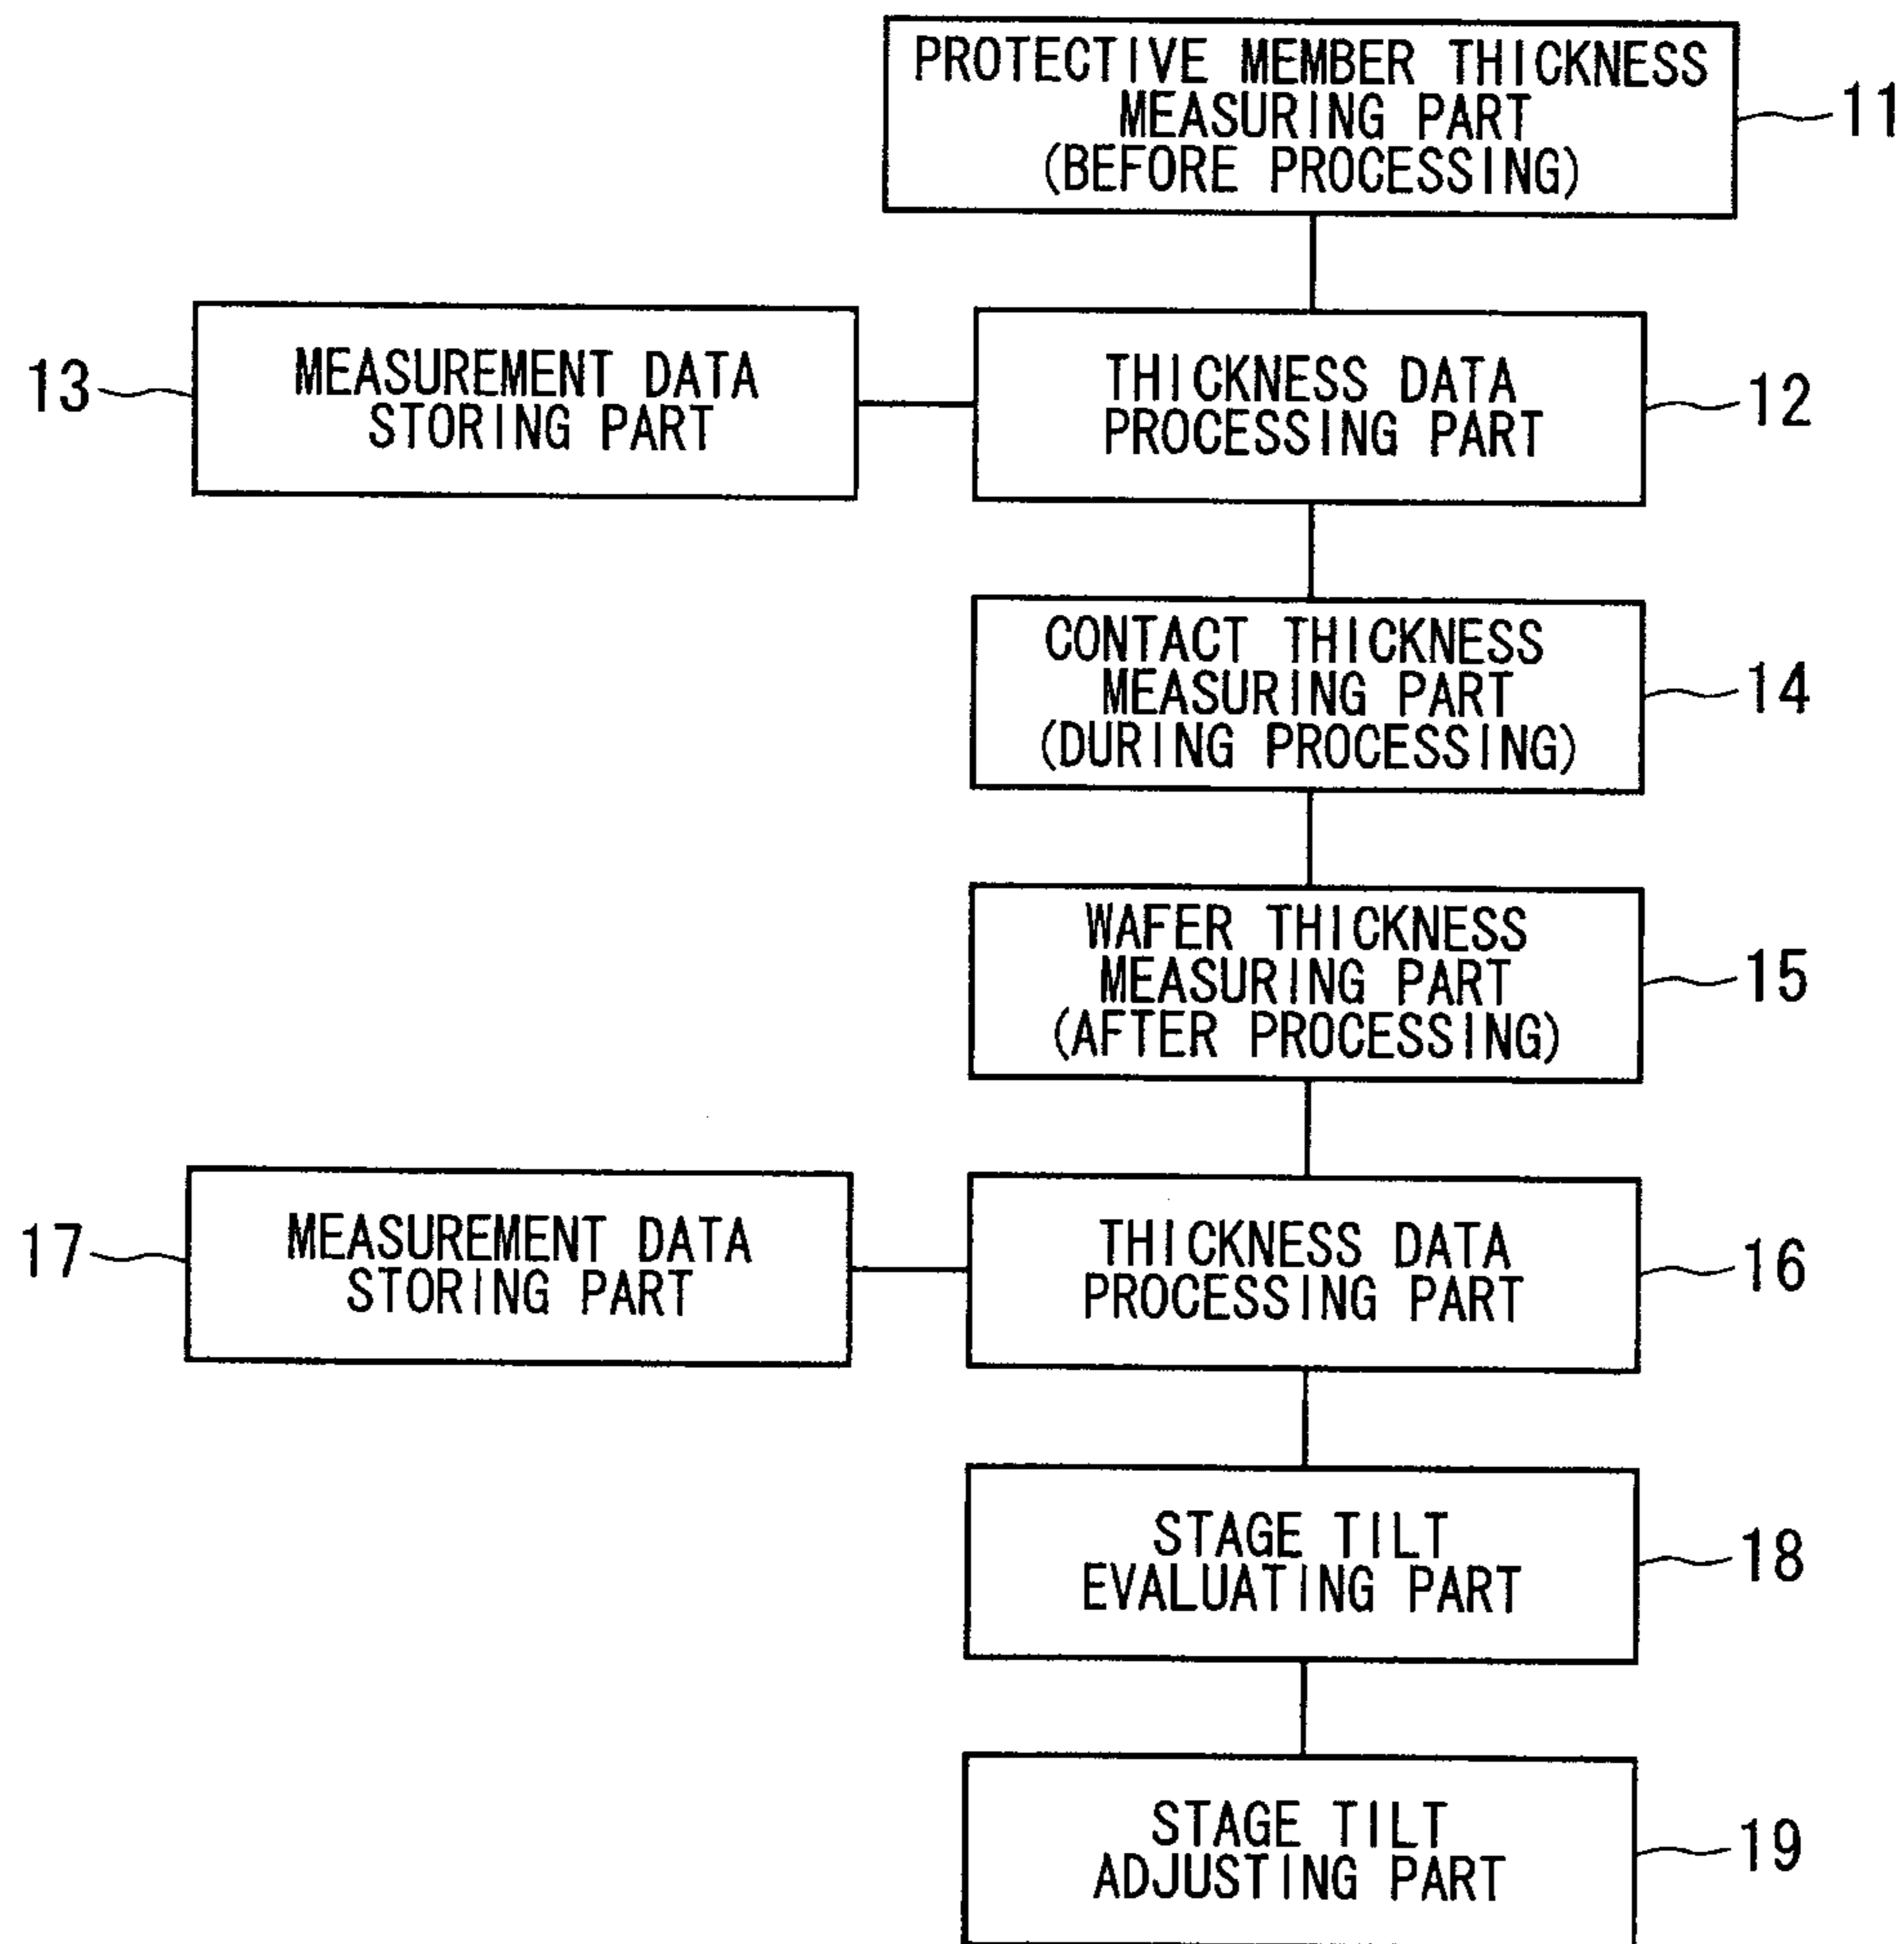 PROTECTIVE MEMBER THICKNESS
MEASURING PART
(BEFORE PROCESSING)
11
13
MEASUREMENT DATA
STORING PART
THICKNESS DATA
PROCESSING PART
12
CONTACT THICKNESS
MEASURING PART
(DURING PROCESSING)
14
WAFER THICKNESS
MEASURING PART
(AFTER PROCESSING)
15
17
MEASUREMENT DATA
STORING PART
THICKNESS DATA
PROCESSING PART
16
STAGE TILT
EVALUATING PART
18
STAGE TILT
ADJUSTING PART
19